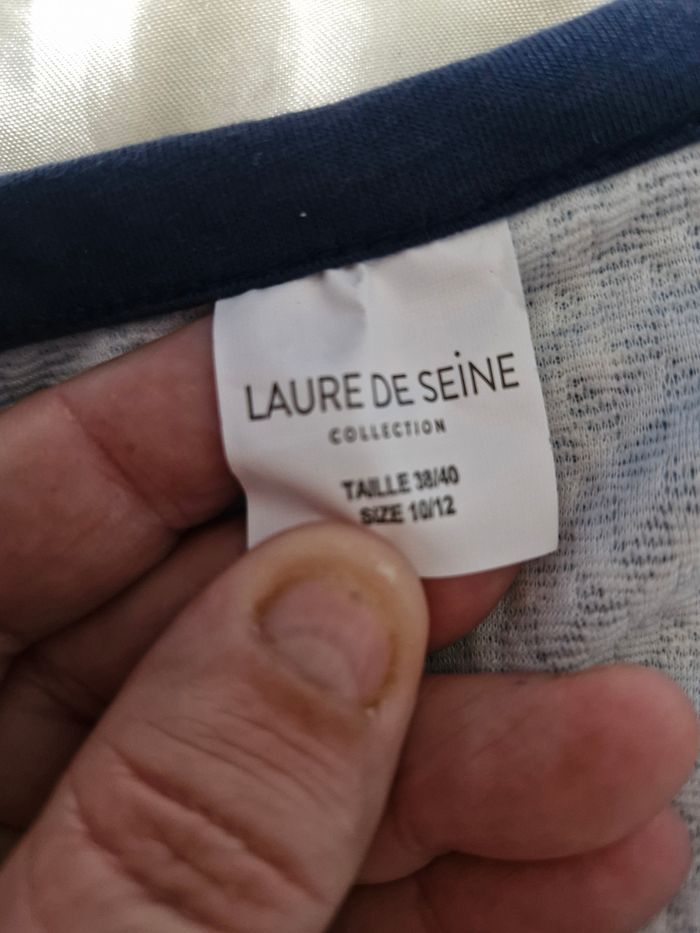 LAURE DE SEiNE
COLLECTION
TAILLE 38/40
SIZE 10/12